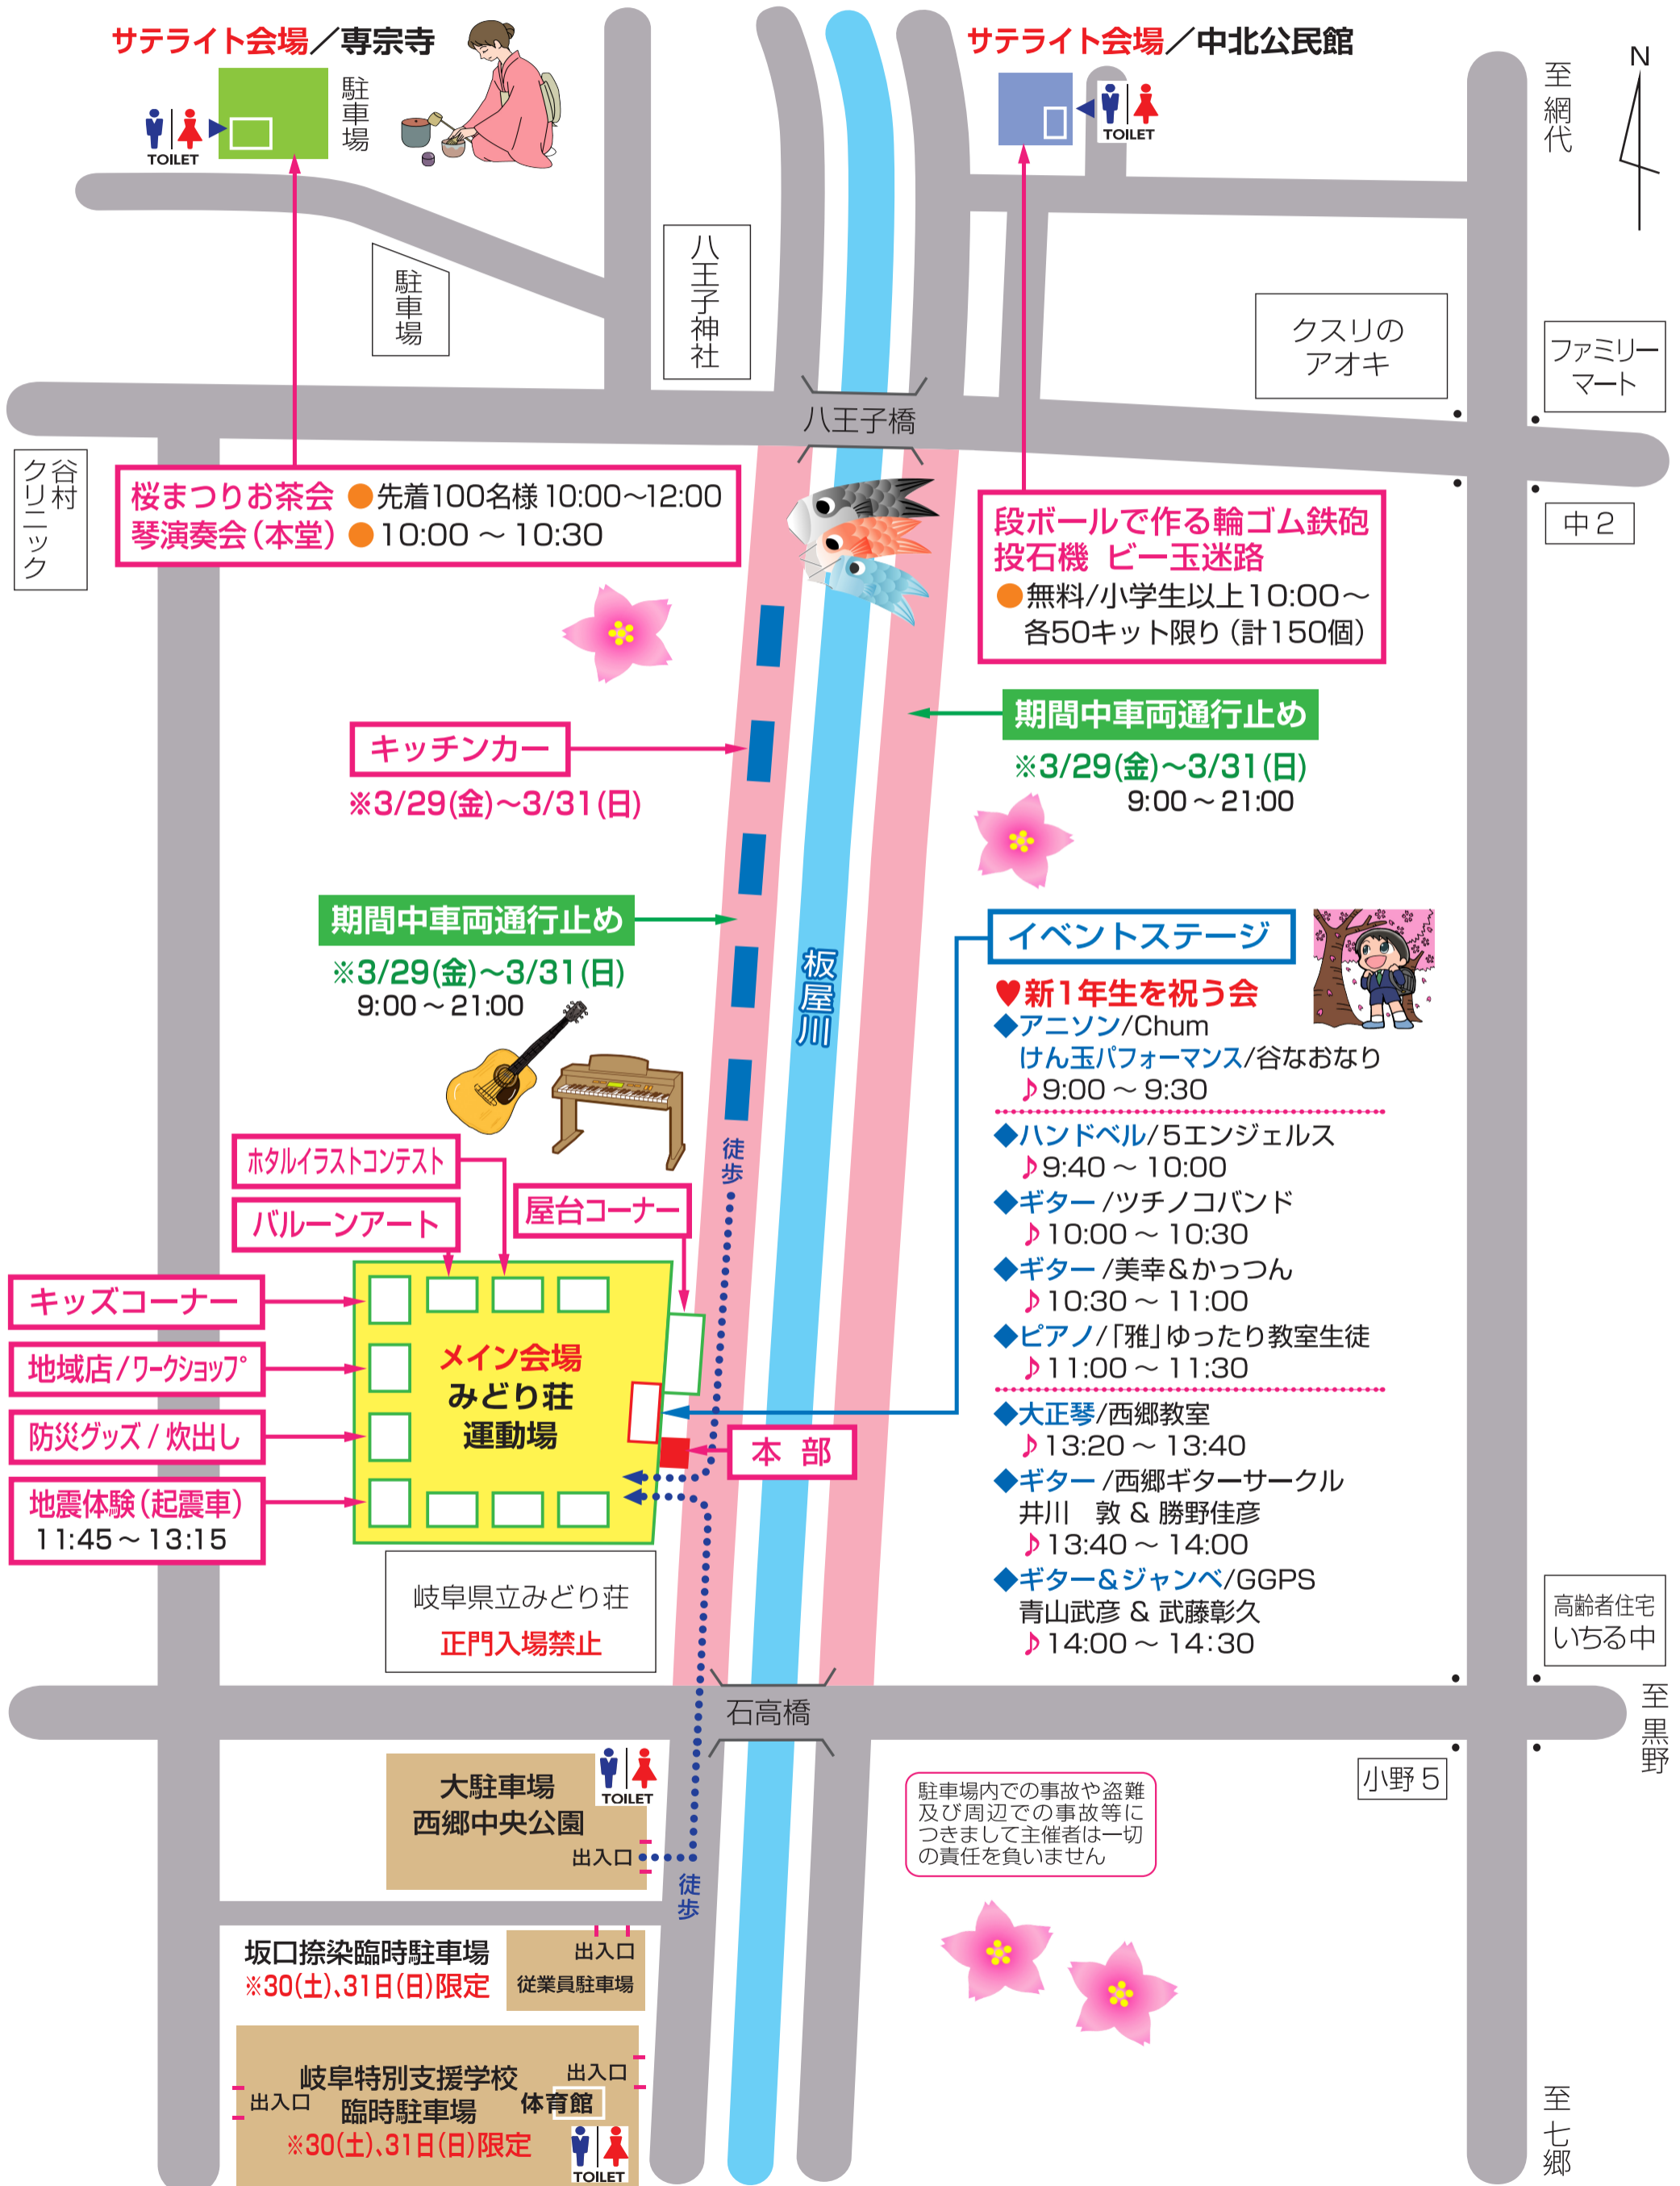 サテライト会場／専宗寺
TOILET
駐車場
サテライト会場／中北公民館
TOILET
至 網代
N
駐車場
八王子神社
クスリの
アオキ
ファミリー
マート
八王子橋
谷村
クリニック
中2
桜まつりお茶会 ●先着100名様 10:00～12:00
琴演奏会（本堂）●10:00 ～ 10:30
段ボールで作る輪ゴム鉄砲
投石機 ビー玉迷路
●無料/小学生以上10:00～
各50キット限り（計150個）
キッチンカー
※3/29(金)～3/31(日)
期間中車両通行止め
※3/29(金)～3/31(日)
9:00 ～ 21:00
期間中車両通行止め
※3/29(金)～3/31(日)
9:00 ～ 21:00
板屋川
イベントステージ
♥新1年生を祝う会
◆アニソン/Chum
けん玉パフォーマンス/谷なおなり
♪9:00 ～ 9:30
◆ハンドベル/5エンジェルス
♪9:40 ～ 10:00
◆ギター /ツチノコバンド
♪10:00 ～ 10:30
◆ギター /美幸＆かっつん
♪10:30 ～ 11:00
◆ピアノ/「雅」ゆったり教室生徒
♪11:00 ～ 11:30
◆大正琴/西郷教室
♪13:20 ～ 13:40
◆ギター /西郷ギターサークル
井川　敦 & 勝野佳彦
♪13:40 ～ 14:00
◆ギター＆ジャンベ/GGPS
青山武彦 & 武藤彰久
♪14:00 ～ 14:30
徒歩
ホタルイラストコンテスト
バルーンアート
屋台コーナー
キッズコーナー
地域店/ワークショップ
防災グッズ / 炊出し
地震体験（起震車）
11:45 ～ 13:15
メイン会場
みどり荘
運動場
本 部
岐阜県立みどり荘
正門入場禁止
高齢者住宅
いちる中
至 黒野
石高橋
小野5
大駐車場
西郷中央公園
TOILET
出入口
徒歩
駐車場内での事故や盗難
及び周辺での事故等に
つきまして主催者は一切
の責任を負いません
坂口捺染臨時駐車場
※30(土)、31日(日)限定
出入口
従業員駐車場
岐阜特別支援学校
臨時駐車場
※30(土)、31日(日)限定
出入口
出入口
体育館
TOILET
至 七郷